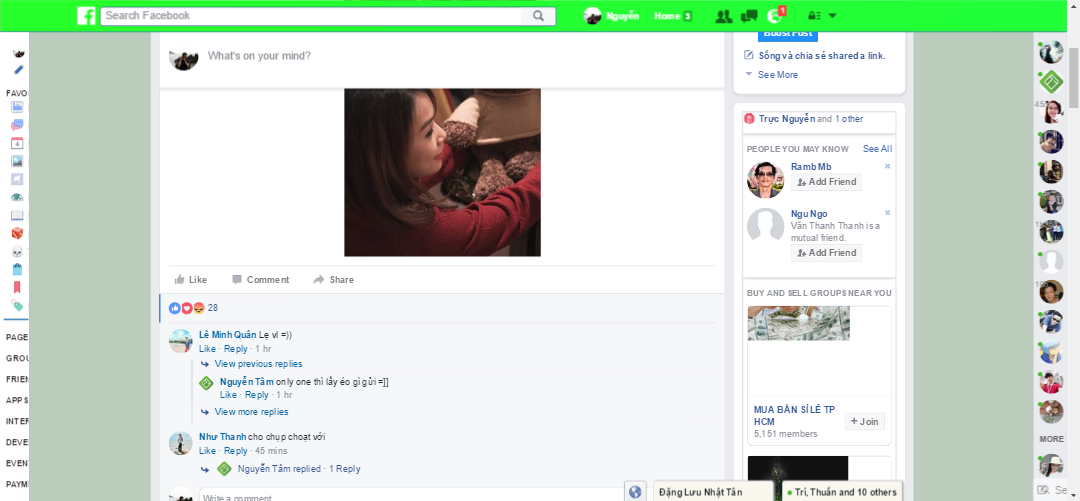 Search Facebook
Nguyễn
Home 3
1
What's on your mind?
Boost Post
Sống và chia sẻ shared a link.
See More
FAVO
4
Trực Nguyễn and 1 other
PEOPLE YOU MAY KNOW
See All
Ramb Mb
Add Friend
Ngu Ngo
Văn Thanh Thanh is a
mutual friend.
Add Friend
Like
Comment
Share
28
BUY AND SELL GROUPS NEAR YOU
Lê Minh Quân Lẹ vl =))
Like · Reply · 1 hr
View previous replies
Nguyễn Tâm only one thì lấy éo gì gửi =]]
Like · Reply · 1 hr
View more replies
Như Thanh cho chụp choạt với
Like · Reply · 45 mins
Nguyễn Tâm replied · 1 Reply
Write a comment
MUA BÁN SỈ LẺ TP
HCM
5,151 members
Join
PAGE
GROU
FRIEN
APPS
INTER
DEVE
EVEN
PAYM
MORE
Se
Đặng Lưu Nhật Tân
Trí, Thuấn and 10 others